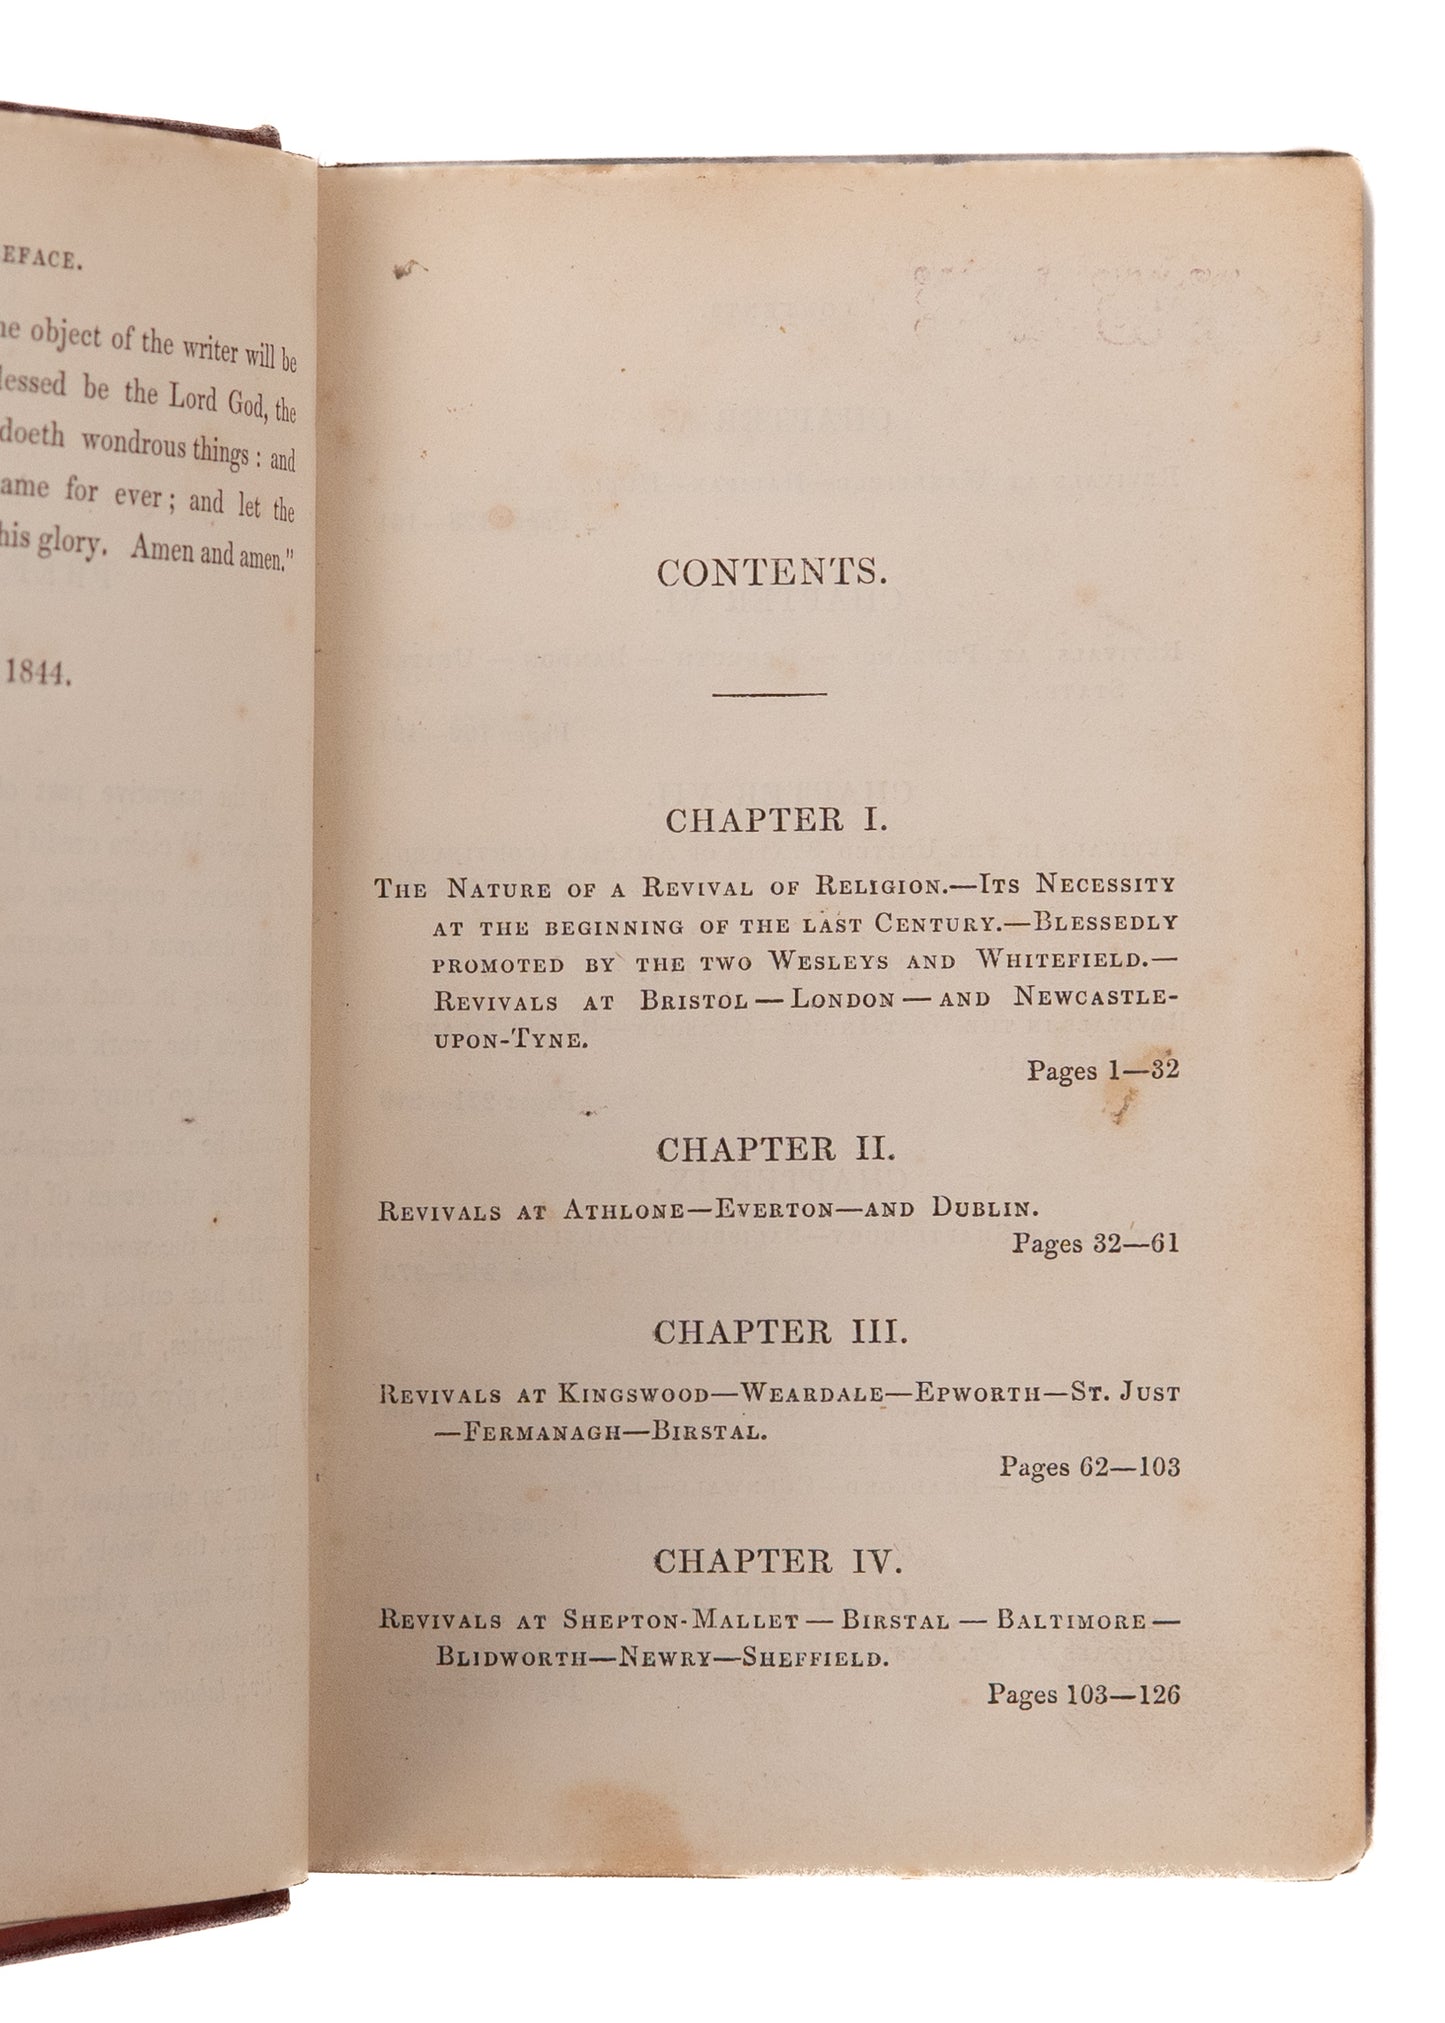 EFACE.
object of the writer will be
be the Lord God, the
doeth wondrous things : and
for ever ; and let the
his glory. Amen and amen."
1844.
CONTENTS.
CHAPTER I.
The Nature of a Revival of Religion.—Its Necessity
at the beginning of the last Century.—Blessedly
promoted by the two Wesleys and Whitefield.—
Revivals at Bristol — London — and Newcastle-
upon-Tyne.
Pages 1—32
CHAPTER II.
Revivals at Athlone—Everton—and Dublin.
Pages 32—61
CHAPTER III.
Revivals at Kingswood—Weardale—Epworth—St. Just
—Fermanagh—Birstal.
Pages 62—103
CHAPTER IV.
Revivals at Shepton-Mallet — Birstal — Baltimore —
Blidworth—Newry—Sheffield.
Pages 103—126